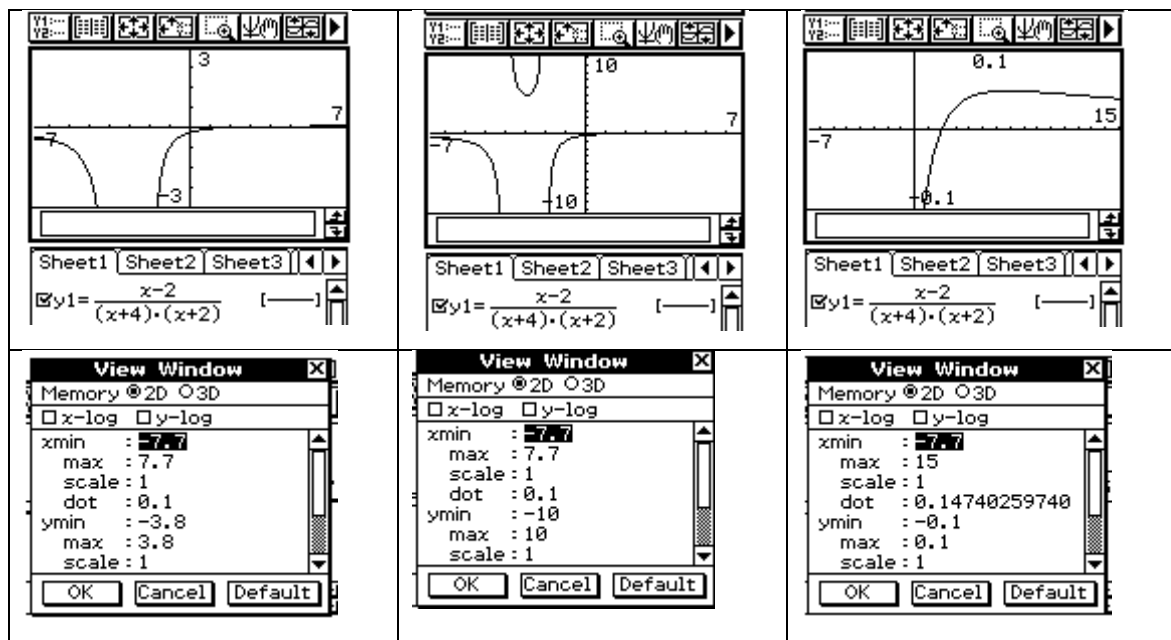 Y1:... Y2:...
3
7
-7
-3
Sheet1 Sheet2 Sheet3
y1= x-2 [—]
(x+4)·(x+2)
Y1:... Y2:...
10
7
-7
-10
Sheet1 Sheet2 Sheet3
y1= x-2 [—]
(x+4)·(x+2)
Y1:... Y2:...
0.1
15
-7
-0.1
Sheet1 Sheet2 Sheet3
y1= x-2 [—]
(x+4)·(x+2)
View Window
Memory 2D 3D
x-log y-log
xmin :-7.7
max :7.7
scale:1
dot :0.1
ymin :-3.8
max :3.8
scale:1
OK Cancel Default
View Window
Memory 2D 3D
x-log y-log
xmin :-7.7
max :7.7
scale:1
dot :0.1
ymin :-10
max :10
scale:1
OK Cancel Default
View Window
Memory 2D 3D
x-log y-log
xmin :-7.7
max :15
scale:1
dot :0.14740259740
ymin :-0.1
max :0.1
scale:1
OK Cancel Default